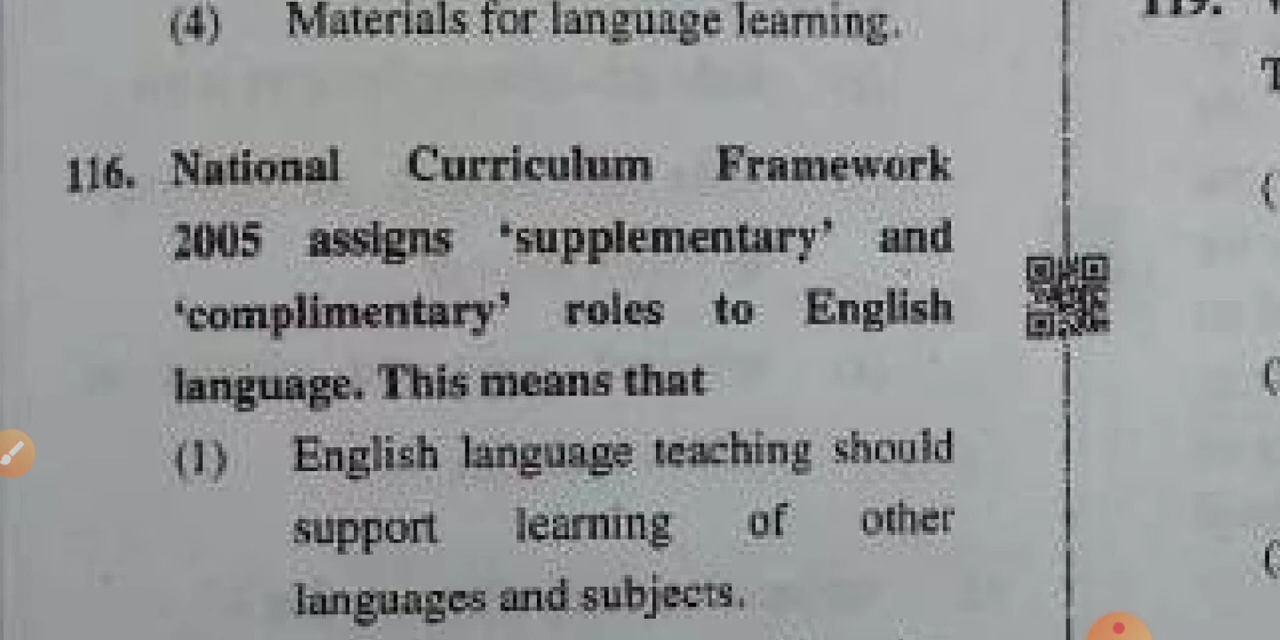 (4) Materials for language learning.
116. National Curriculum Framework
2005 assigns ‘supplementary’ and
‘complimentary’ roles to English
language. This means that
(1) English language teaching should
support learning of other
languages and subjects.